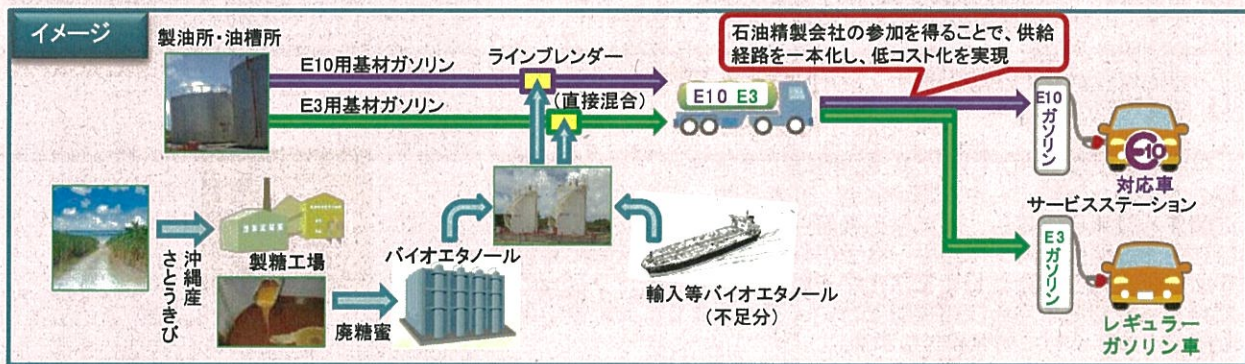 イメージ
製油所・油槽所
E10用基材ガソリン
E3用基材ガソリン
ラインブレンダー
(直接混合)
E10 E3
石油精製会社の参加を得ることで、供給
経路を一本化し、低コスト化を実現
E10ガソリン
E10
対応車
サービスステーション
E3ガソリン
レギュラー
ガソリン車
沖縄産
さとうきび
製糖工場
廃糖蜜
バイオエタノール
輸入等バイオエタノール
(不足分)